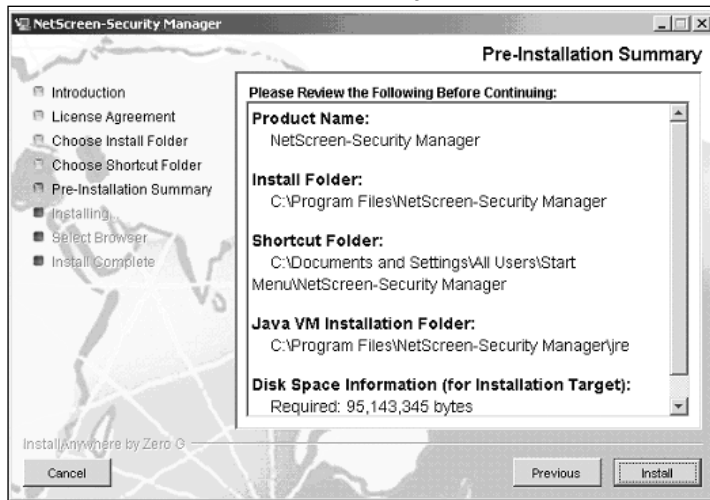 NetScreen-Security Manager
Pre-Installation Summary
Introduction
License Agreement
Choose Install Folder
Choose Shortcut Folder
Pre-Installation Summary
Installing...
Select Browser
Install Complete
Please Review the Following Before Continuing:
Product Name:
NetScreen-Security Manager
Install Folder:
C:\Program Files\NetScreen-Security Manager
Shortcut Folder:
C:\Documents and Settings\All Users\Start
Menu\NetScreen-Security Manager
Java VM Installation Folder:
C:\Program Files\NetScreen-Security Manager\jre
Disk Space Information (for Installation Target):
Required: 95,143,345 bytes
InstallAnywhere by Zero G
Cancel
Previous
Install